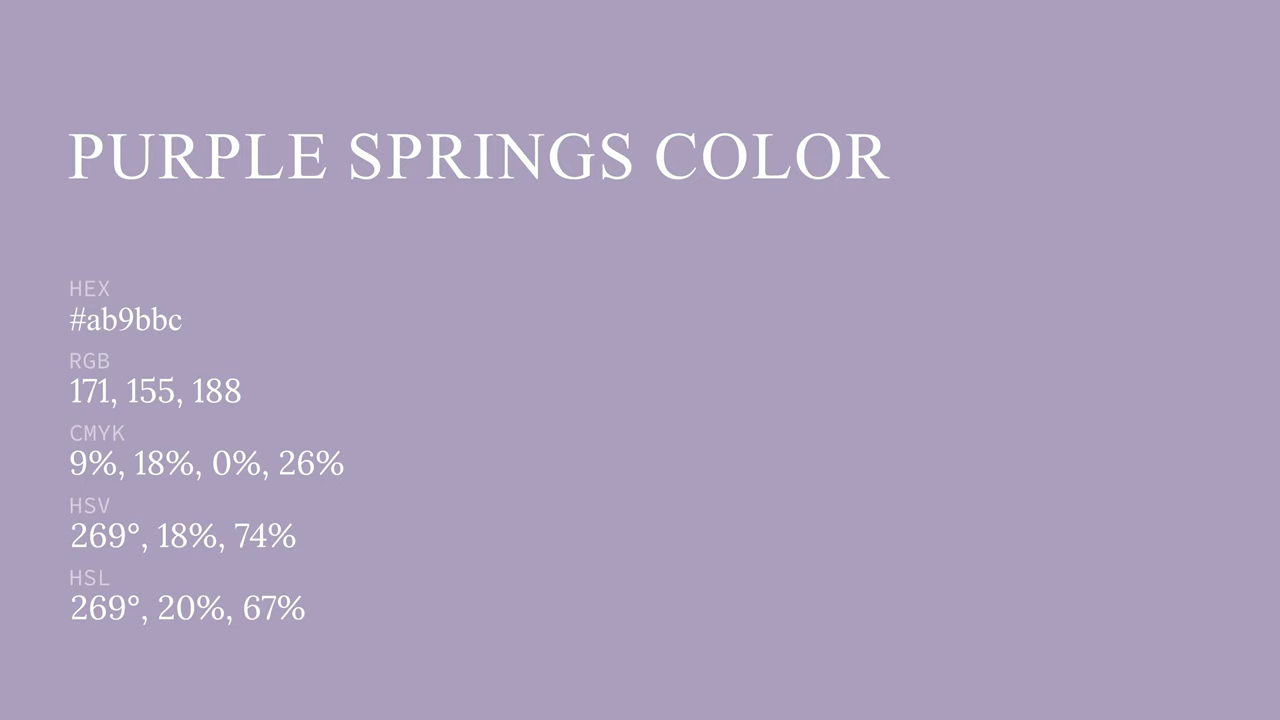 PURPLE SPRINGS COLOR
HEX
#ab9bbc
RGB
171, 155, 188
CMYK
9%, 18%, 0%, 26%
HSV
269°, 18%, 74%
HSL
269°, 20%, 67%